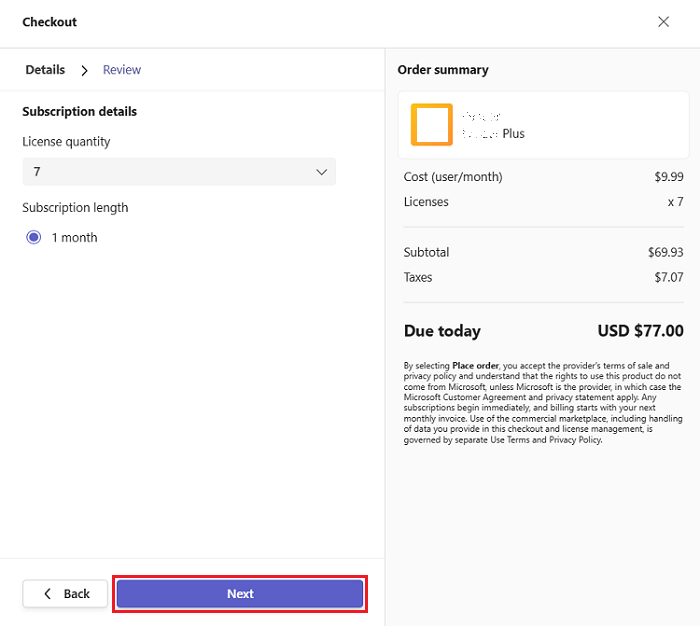 Checkout
Details
Review
Subscription details
License quantity
7
Subscription length
1 month
Back
Next
Order summary
Plus
Cost (user/month) $9.99
Licenses x 7
Subtotal $69.93
Taxes $7.07
Due today USD $77.00
By selecting Place order, you accept the provider's terms of sale and
privacy policy and understand that the rights to use this product do not
come from Microsoft, unless Microsoft is the provider, in which case the
Microsoft Customer Agreement and privacy statement apply. Any
subscriptions begin immediately, and billing starts with your next
monthly invoice. Use of the commercial marketplace, including handling
of data you provide in this checkout and license management, is
governed by separate Use Terms and Privacy Policy.